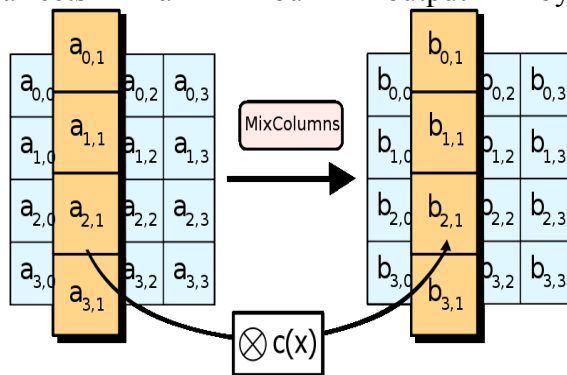 a0,1 b0,1
a0,0 a0,2 a0,3 b0,0 b0,2 b0,3
MixColumns
a1,1 b1,1
a1,0 a1,2 a1,3 b1,0 b1,2 b1,3
a2,0 a2,1 a2,2 a2,3 b2,0 b2,1 b2,2 b2,3
a3,0 a3,2 a3,3 b3,0 b3,2 b3,3
a3,1 b3,1
⊗ c(x)